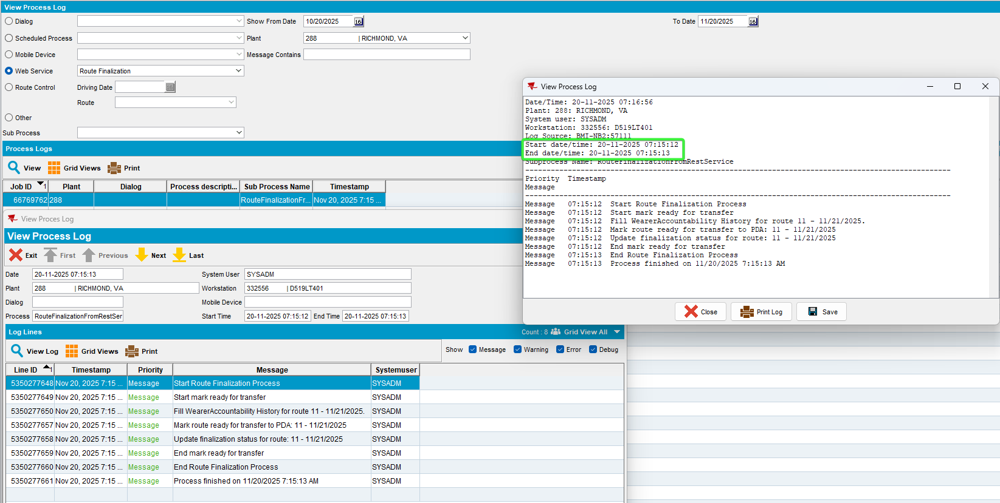 View Process Log
Dialog
Show From Date 10/20/2025 16
To Date 11/20/2025 16
Scheduled Process
Plant 288 | RICHMOND, VA
Mobile Device
Message Contains
Web Service Route Finalization
Route Control Driving Date 16
Route
Other
Sub Process
Process Logs
View Grid Views Print
Job ID 1 Plant Dialog Process descripti... Sub Process Name Timestamp
66769762 288 RouteFinalizationFr... Nov 20, 2025 7:15 ...
View Proces Log
View Process Log
Exit First Previous Next Last
Date 20-11-2025 07:15:13 System User SYSADM
Plant 288 | RICHMOND, VA Workstation 332556 | D519LT401
Dialog Mobile Device
Process RouteFinalizationFromRestSer Start Time 20-11-2025 07:15:12 End Time 20-11-2025 07:15:13
Log Lines Count : 8 Grid View All
View Log Grid Views Print Show Message Warning Error Debug
Line ID 1 Timestamp Priority Message Systemuser
5350277648 Nov 20, 2025 7:15 ... Message Start Route Finalization Process SYSADM
5350277649 Nov 20, 2025 7:15 ... Message Start mark ready for transfer SYSADM
5350277650 Nov 20, 2025 7:15 ... Message Fill WearerAccountability History for route 11 - 11/21/2025. SYSADM
5350277657 Nov 20, 2025 7:15 ... Message Mark route ready for transfer to PDA: 11 - 11/21/2025 SYSADM
5350277658 Nov 20, 2025 7:15 ... Message Update finalization status for route: 11 - 11/21/2025 SYSADM
5350277659 Nov 20, 2025 7:15 ... Message End mark ready for transfer SYSADM
5350277660 Nov 20, 2025 7:15 ... Message End Route Finalization Process SYSADM
5350277661 Nov 20, 2025 7:15 ... Message Process finished on 11/20/2025 7:15:13 AM SYSADM
View Process Log
Date/Time: 20-11-2025 07:16:56
Plant: 288: RICHMOND, VA
System user: SYSADM
Workstation: 332556: D519LT401
Log Source: BMI-NB2:57111
Start date/time: 20-11-2025 07:15:12
End date/time: 20-11-2025 07:15:13
Subprocess Name: RouteFinalizationFromRestService
Priority Timestamp
Message
Message 07:15:12 Start Route Finalization Process
Message 07:15:12 Start mark ready for transfer
Message 07:15:12 Fill WearerAccountability History for route 11 - 11/21/2025.
Message 07:15:12 Mark route ready for transfer to PDA: 11 - 11/21/2025
Message 07:15:12 Update finalization status for route: 11 - 11/21/2025
Message 07:15:12 End mark ready for transfer
Message 07:15:13 End Route Finalization Process
Message 07:15:13 Process finished on 11/20/2025 7:15:13 AM
Close Print Log Save